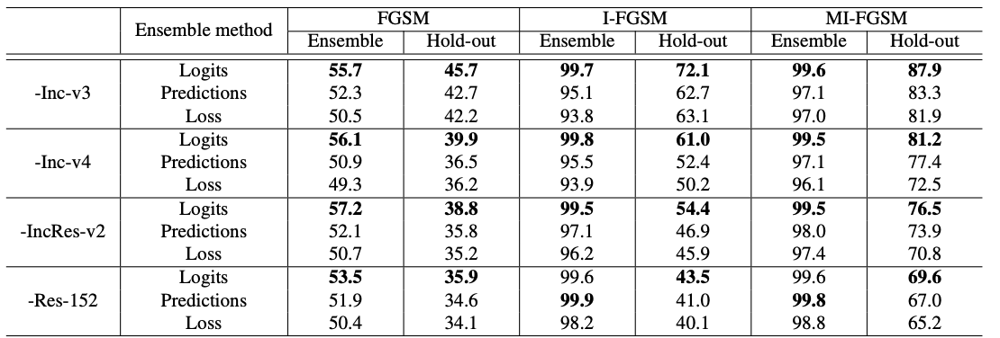 Ensemble method FGSM I-FGSM MI-FGSM
Ensemble Hold-out Ensemble Hold-out Ensemble Hold-out
-Inc-v3 Logits 55.7 45.7 99.7 72.1 99.6 87.9
Predictions 52.3 42.7 95.1 62.7 97.1 83.3
Loss 50.5 42.2 93.8 63.1 97.0 81.9
-Inc-v4 Logits 56.1 39.9 99.8 61.0 99.5 81.2
Predictions 50.9 36.5 95.5 52.4 97.1 77.4
Loss 49.3 36.2 93.9 50.2 96.1 72.5
-IncRes-v2 Logits 57.2 38.8 99.5 54.4 99.5 76.5
Predictions 52.1 35.8 97.1 46.9 98.0 73.9
Loss 50.7 35.2 96.2 45.9 97.4 70.8
-Res-152 Logits 53.5 35.9 99.6 43.5 99.6 69.6
Predictions 51.9 34.6 99.9 41.0 99.8 67.0
Loss 50.4 34.1 98.2 40.1 98.8 65.2